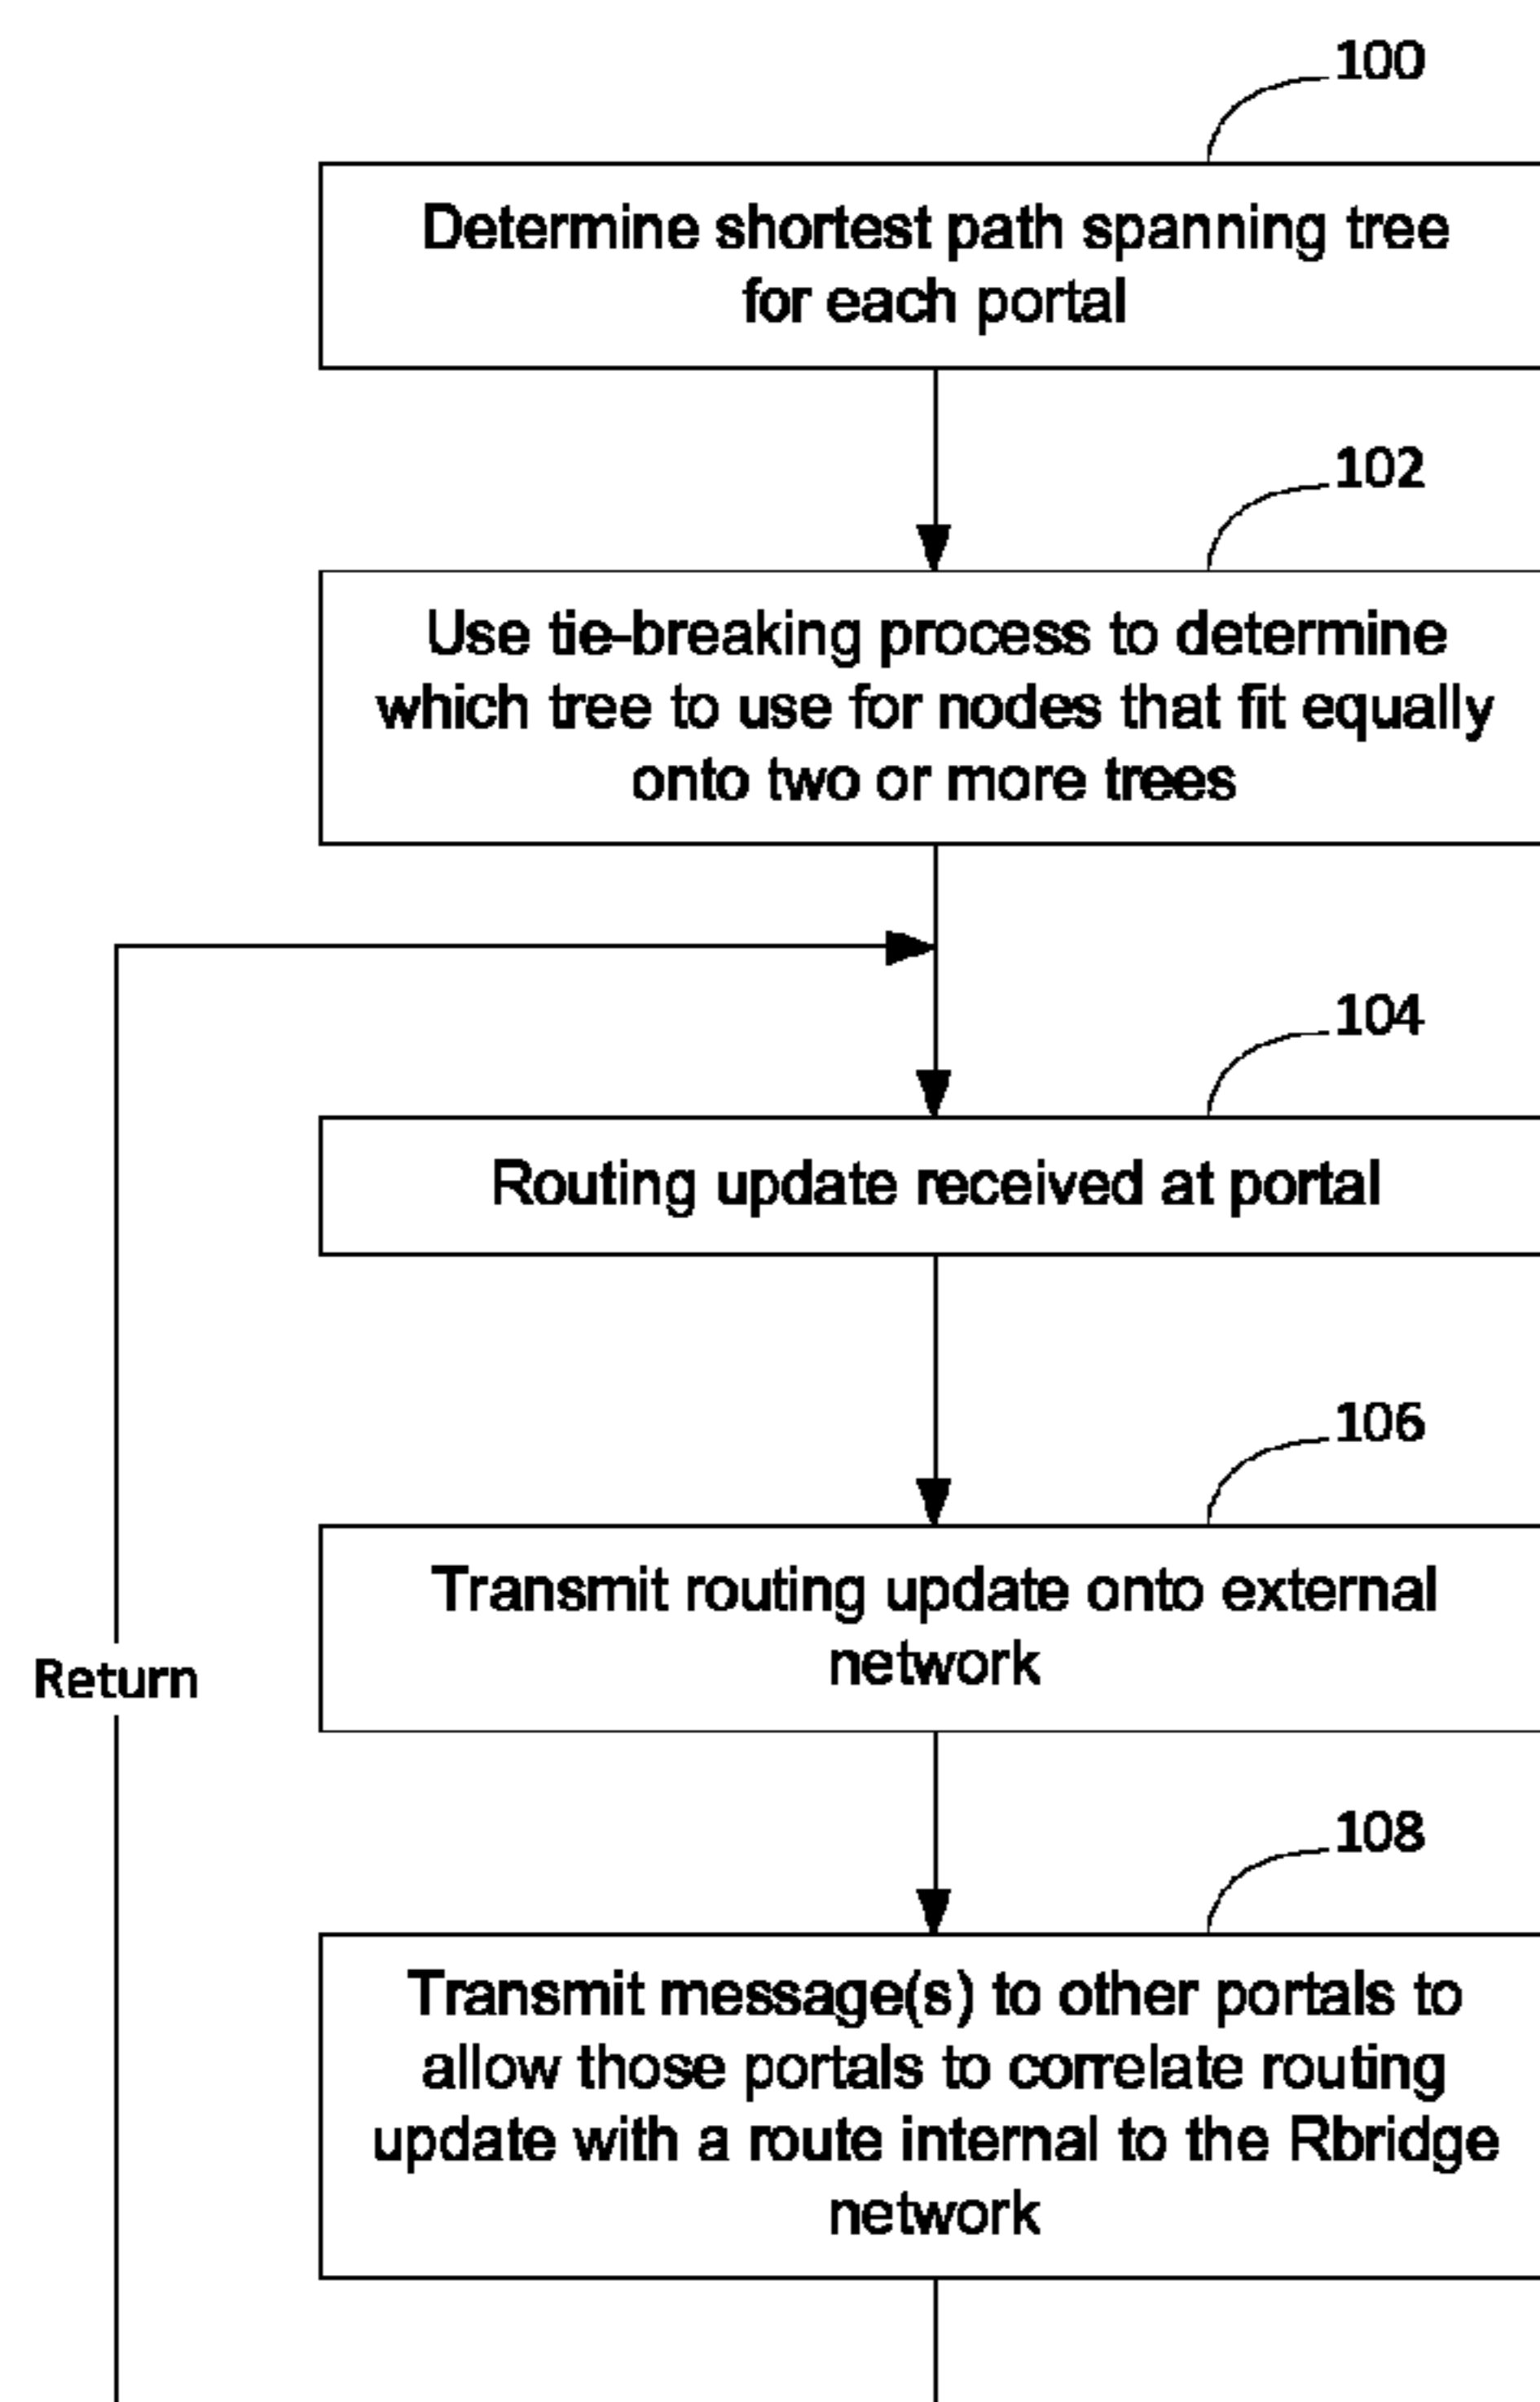 100
Determine shortest path spanning tree
for each portal
102
Use tie-breaking process to determine
which tree to use for nodes that fit equally
onto two or more trees
104
Routing update received at portal
106
Transmit routing update onto external
network
Return
108
Transmit message(s) to other portals to
allow those portals to correlate routing
update with a route internal to the Rbridge
network